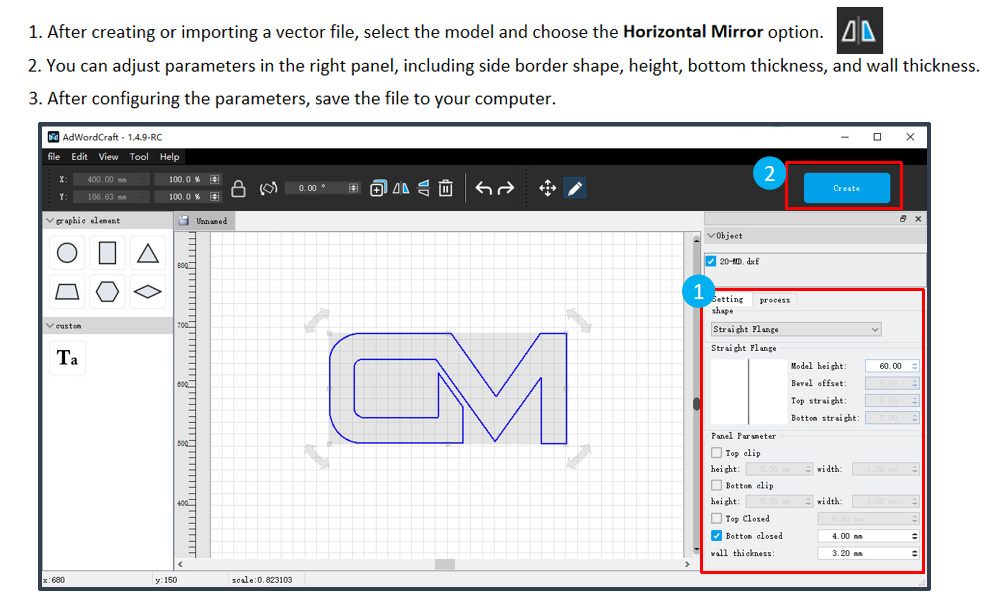 1. After creating or importing a vector file, select the model and choose the Horizontal Mirror option.
2. You can adjust parameters in the right panel, including side border shape, height, bottom thickness, and wall thickness.
3. After configuring the parameters, save the file to your computer.
AdWordCraft - 1.4.9-RC
file Edit View Tool Help
X: 400.00 mm 100.0 % 0.00 °
Y: 186.63 mm 100.0 %
2
Create
graphic element
Unnamed
Object
20-MD.dxf
1
Setting process
shape
Straight Flange
Straight Flange
Model height: 60.00
Bevel offset: 5.00
Top straight: 5.00
Bottom straight: 5.00
Panel Parameter
Top clip
height: 8.00 mm width: 1.00 mm
Bottom clip
height: 8.00 mm width: 1.00 mm
Top Closed
Bottom closed 4.00 mm
wall thickness: 3.20 mm
custom
Ta
800
700
600
500
400
x:680 y:150 scale:0.823103